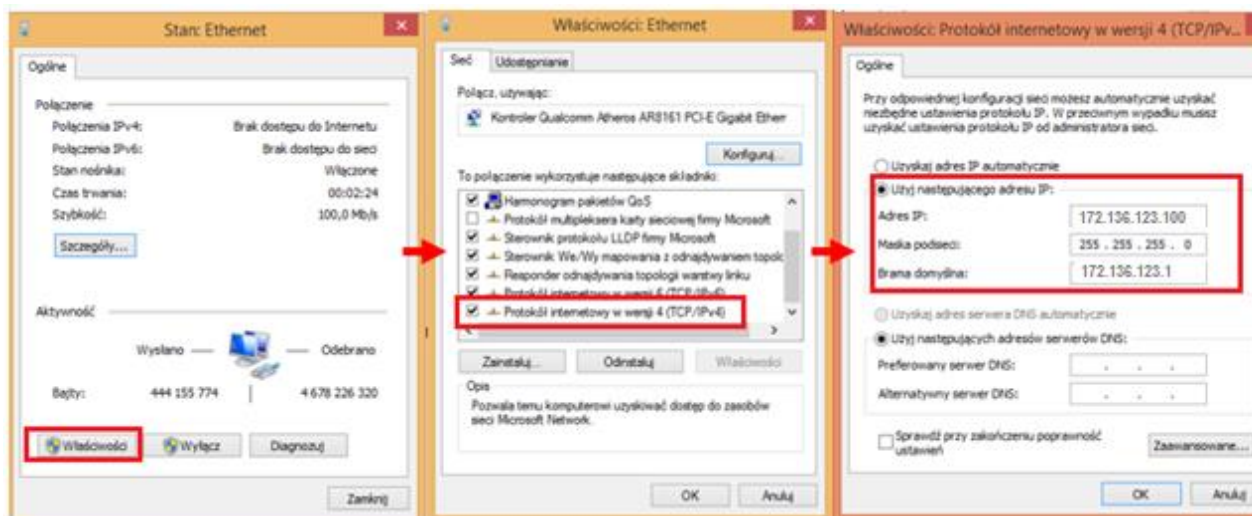 Stan: Ethernet
Ogólne
Połączenie
Połączenia IPv4: Brak dostępu do Internetu
Połączenia IPv6: Brak dostępu do sieci
Stan nośnika: Włączone
Czas trwania: 00:02:24
Szybkość: 100,0 Mb/s
Szczegóły...
Aktywność
Wysłano — — Odebrano
Bajty: 444 155 774 | 4 678 226 320
Właściwości Wyłącz Diagnozuj
Zamknij
Właściwości: Ethernet
Sieć Udostępnianie
Połącz, używając:
Kontroler Qualcomm Atheros AR8161 PCI-E Gigabit Ethern
Konfiguruj...
To połączenie wykorzystuje następujące składniki:
Harmonogram pakietów QoS
Protokół multipleksera karty sieciowej firmy Microsoft
Sterownik protokołu LLDP firmy Microsoft
Sterownik We/Wy mapowania z odnajdywaniem topolo
Responder odnajdywania topologii warstwy linku
Protokół internetowy w wersji 6 (TCP/IPv6)
Protokół internetowy w wersji 4 (TCP/IPv4)
Zainstaluj... Odinstaluj Właściwości
Opis
Pozwala temu komputerowi uzyskiwać dostęp do zasobów
sieci Microsoft Network.
OK Anuluj
Właściwości: Protokół internetowy w wersji 4 (TCP/IPv...
Ogólne
Przy odpowiedniej konfiguracji sieci możesz automatycznie uzyskać
niezbędne ustawienia protokołu IP. W przeciwnym wypadku musisz
uzyskać ustawienia protokołu IP od administratora sieci.
Uzyskaj adres IP automatycznie
Użyj następującego adresu IP:
Adres IP: 172.136.123.100
Maska podsieci: 255 . 255 . 255 . 0
Brama domyślna: 172.136.123.1
Uzyskaj adres serwera DNS automatycznie
Użyj następujących adresów serwerów DNS:
Preferowany serwer DNS: . . .
Alternatywny serwer DNS: . . .
Sprawdź przy zakończeniu poprawność
ustawień
Zaawansowane...
OK Anuluj